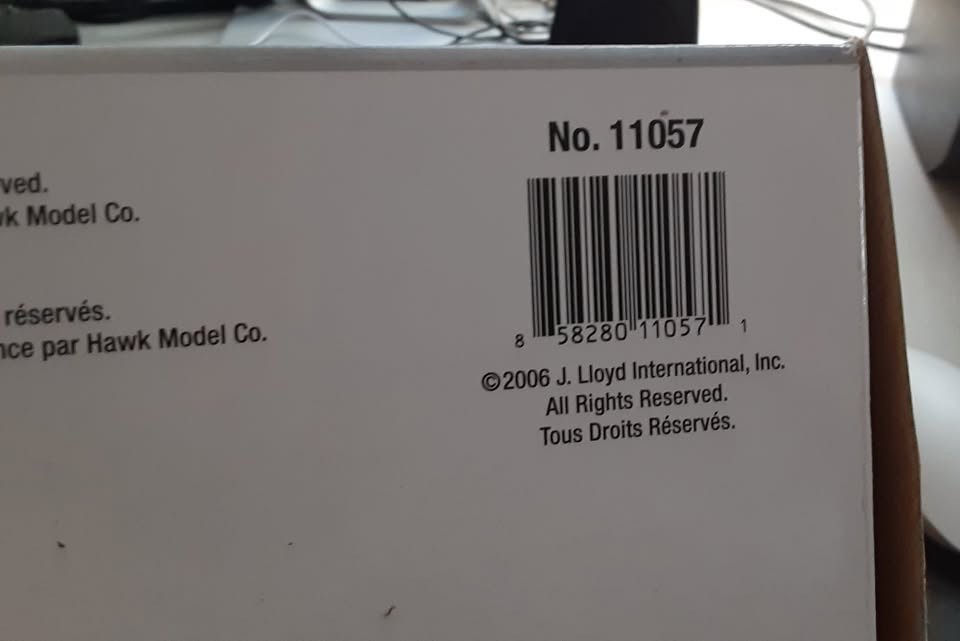 ved.
k Model Co.
réservés.
nce par Hawk Model Co.
No. 11057
8 58280 11057 1
©2006 J. Lloyd International, Inc.
All Rights Reserved.
Tous Droits Réservés.